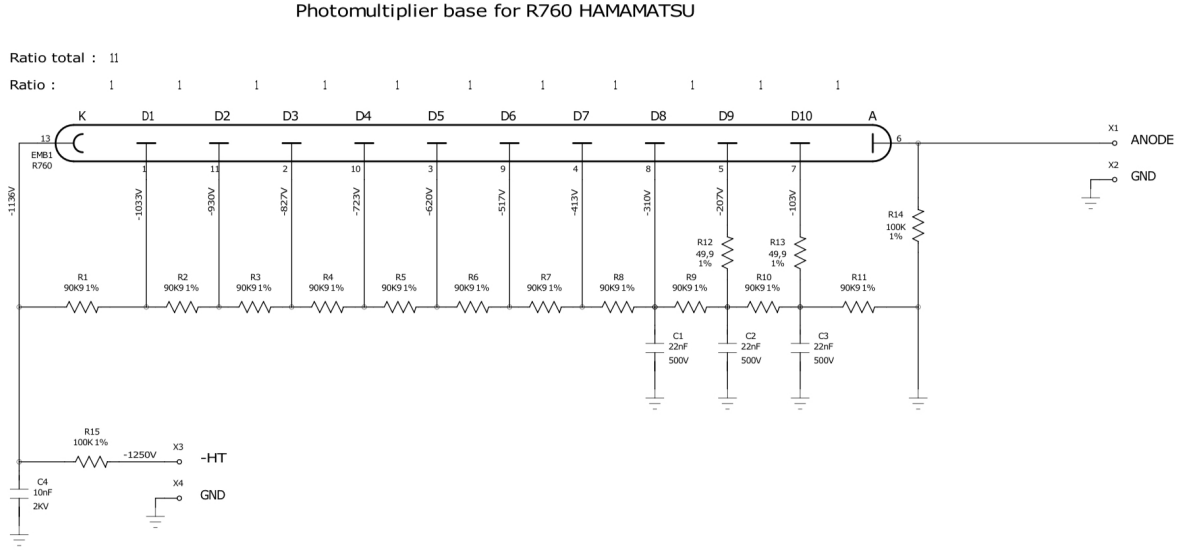 Photomultiplier base for R760 HAMAMATSU
Ratio total : 11
Ratio : 1 1 1 1 1 1 1 1 1 1 1
K D1 D2 D3 D4 D5 D6 D7 D8 D9 D10 A
13
6
EMB1
R760
1 11 2 10 3 9 4 8 5 7
-1136V
-1033V
-930V
-827V
-723V
-620V
-517V
-413V
-310V
-207V
-103V
X1
ANODE
X2
GND
R14
100K
1%
R12
49,9
1%
R13
49,9
1%
R1 R2 R3 R4 R5 R6 R7 R8 R9 R10 R11
90K9 1% 90K9 1% 90K9 1% 90K9 1% 90K9 1% 90K9 1% 90K9 1% 90K9 1% 90K9 1% 90K9 1% 90K9 1%
C1 C2 C3
22nF 22nF 22nF
500V 500V 500V
R15
100K 1%
-1250V
X3
-HT
X4
GND
C4
10nF
2KV